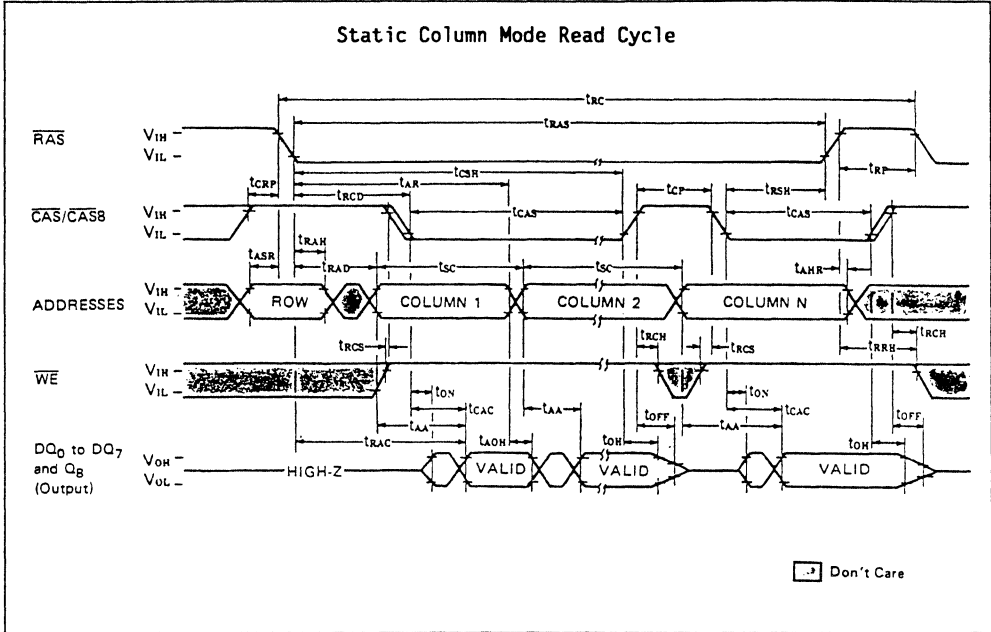 Static Column Mode Read Cycle
tRC
tRAS
RAS
VIH
VIL
tRP
tCSH
tAR
tRCD
tCRP
tCP
tRSH
CAS/CAS8
VIH
VIL
tCAS
tCAS
tRAH
tASR
tRAD
tSC
tSC
tAHR
ADDRESSES
VIH
VIL
ROW
COLUMN 1
COLUMN 2
COLUMN N
tRCS
tRCH
tRCS
tRRH
tRCH
WE
VIH
VIL
tON
tCAC
tAA
tRAC
tAOH
tAA
tOFF
tOH
tON
tCAC
tAA
tOFF
tOH
DQ0 to DQ7
and Q8
(Output)
VOH
VOL
HIGH-Z
VALID
VALID
VALID
Don't Care